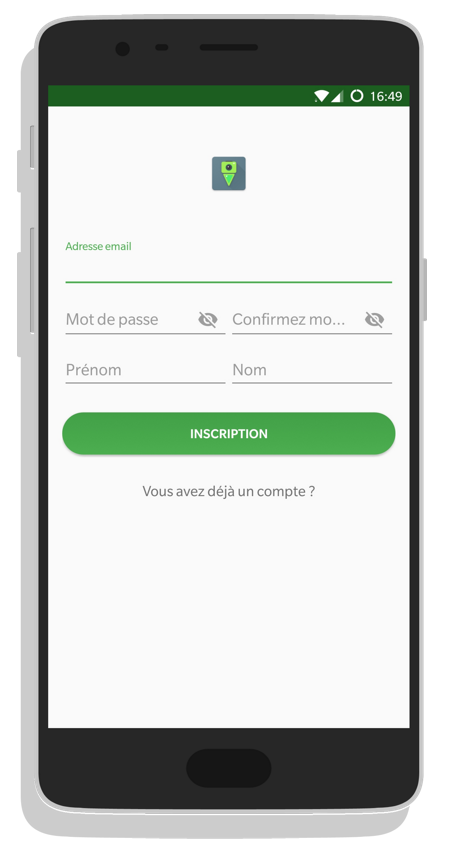 16:49
Adresse email
Mot de passe
Confirmez mo...
Prénom
Nom
INSCRIPTION
Vous avez déjà un compte ?